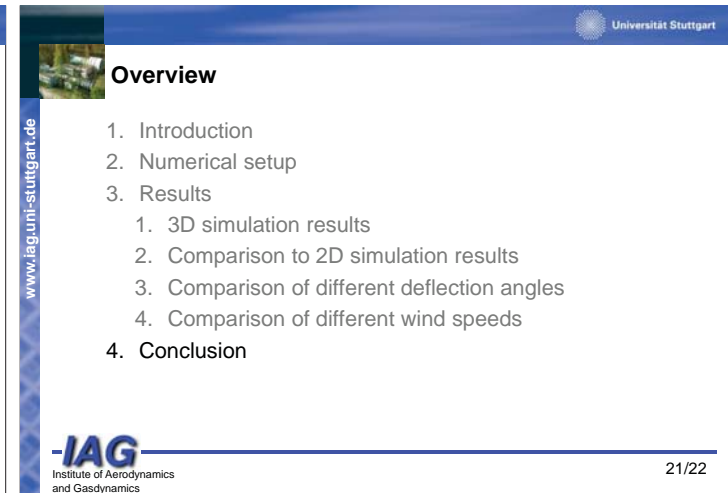 Universität Stuttgart
Overview
www.iag.uni-stuttgart.de
1. Introduction
2. Numerical setup
3. Results
1. 3D simulation results
2. Comparison to 2D simulation results
3. Comparison of different deflection angles
4. Comparison of different wind speeds
4. Conclusion
IAG
Institute of Aerodynamics
and Gasdynamics
21/22